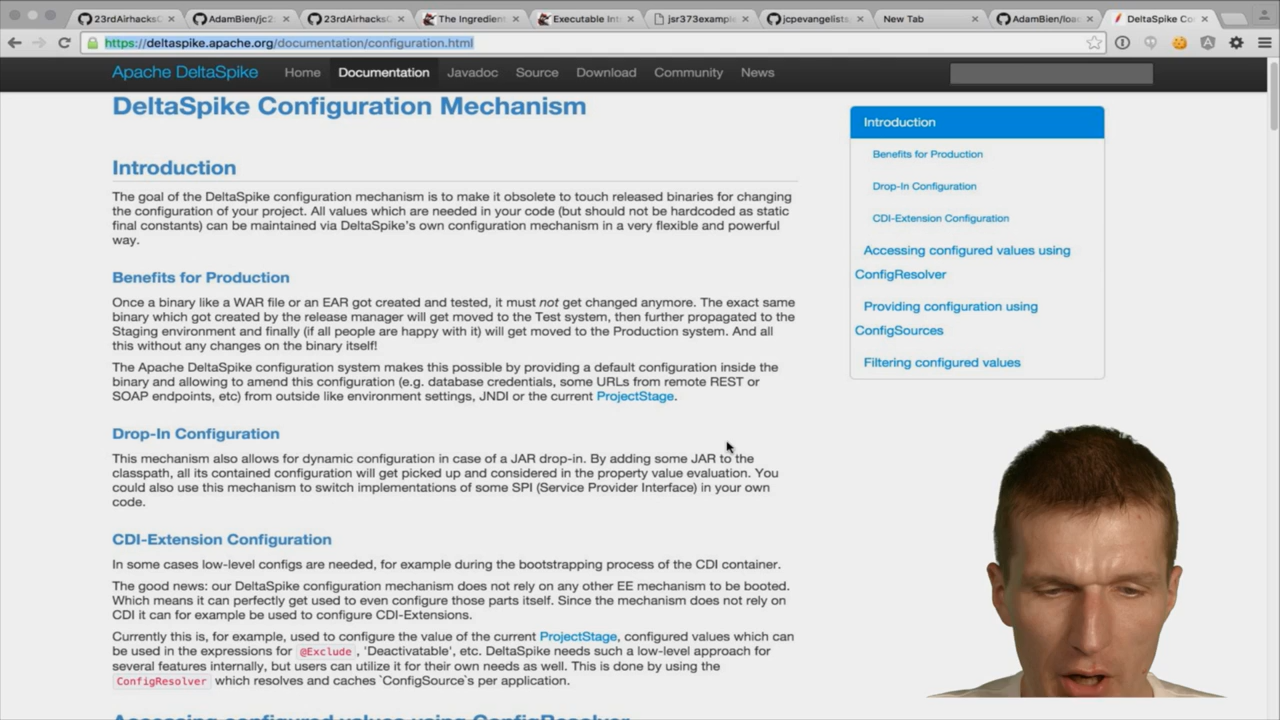 23rdAirhacksQ
AdamBien/jc2
23rdAirhacksQ
The Ingredien
Executable Int
jsr373example
jcpevangelists
New Tab
AdamBien/loa
DeltaSpike Co
https://deltaspike.apache.org/documentation/configuration.html
Apache DeltaSpike Home Documentation Javadoc Source Download Community News
DeltaSpike Configuration Mechanism
Introduction
The goal of the DeltaSpike configuration mechanism is to make it obsolete to touch released binaries for changing
the configuration of your project. All values which are needed in your code (but should not be hardcoded as static
final constants) can be maintained via DeltaSpike's own configuration mechanism in a very flexible and powerful
way.
Benefits for Production
Once a binary like a WAR file or an EAR got created and tested, it must not get changed anymore. The exact same
binary which got created by the release manager will get moved to the Test system, then further propagated to the
Staging environment and finally (if all people are happy with it) will get moved to the Production system. And all
this without any changes on the binary itself!
The Apache DeltaSpike configuration system makes this possible by providing a default configuration inside the
binary and allowing to amend this configuration (e.g. database credentials, some URLs from remote REST or
SOAP endpoints, etc) from outside like environment settings, JNDI or the current ProjectStage.
Drop-In Configuration
This mechanism also allows for dynamic configuration in case of a JAR drop-in. By adding some JAR to the
classpath, all its contained configuration will get picked up and considered in the property value evaluation. You
could also use this mechanism to switch implementations of some SPI (Service Provider Interface) in your own
code.
CDI-Extension Configuration
In some cases low-level configs are needed, for example during the bootstrapping process of the CDI container.
The good news: our DeltaSpike configuration mechanism does not rely on any other EE mechanism to be booted.
Which means it can perfectly get used to even configure those parts itself. Since the mechanism does not rely on
CDI it can for example be used to configure CDI-Extensions.
Currently this is, for example, used to configure the value of the current ProjectStage, configured values which can
be used in the expressions for @Exclude , 'Deactivatable', etc. DeltaSpike needs such a low-level approach for
several features internally, but users can utilize it for their own needs as well. This is done by using the
ConfigResolver which resolves and caches `ConfigSource`s per application.
Accessing configured values using ConfigResolver
Introduction
Benefits for Production
Drop-In Configuration
CDI-Extension Configuration
Accessing configured values using
ConfigResolver
Providing configuration using
ConfigSources
Filtering configured values